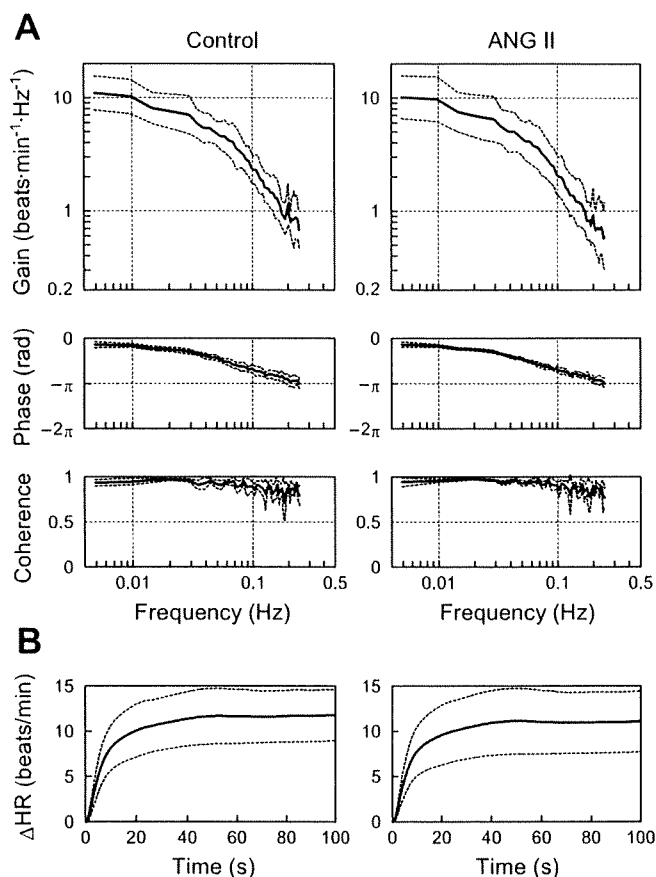 A
Control
ANG II
Gain (beats·min⁻¹·Hz⁻¹)
10
1
0.2
10
1
0.2
Phase (rad)
0
−π
−2π
0
−π
−2π
Coherence
1
0.5
0
1
0.5
0
0.01 0.1 0.5
0.01 0.1 0.5
Frequency (Hz)
Frequency (Hz)
B
ΔHR (beats/min)
15
10
5
0
15
10
5
0
0 20 40 60 80 100
0 20 40 60 80 100
Time (s)
Time (s)